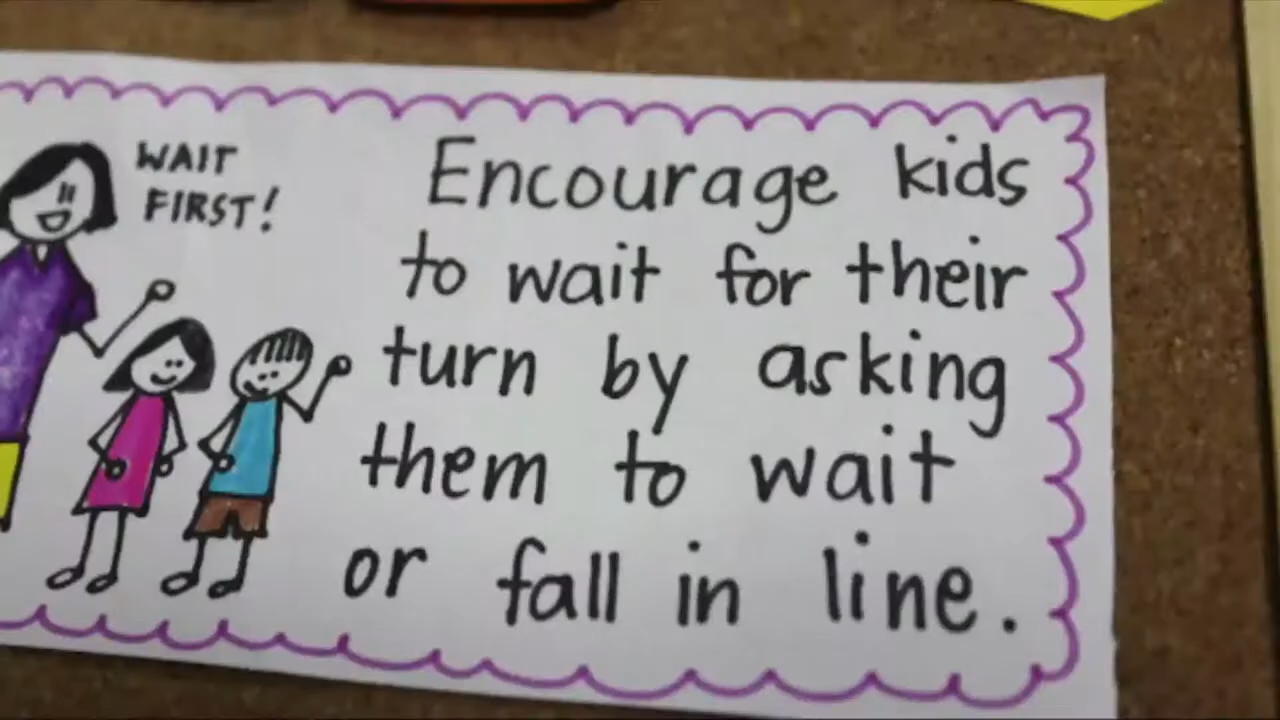 WAIT
FIRST!
Encourage kids
to wait for their
turn by asking
them to wait
or fall in line.